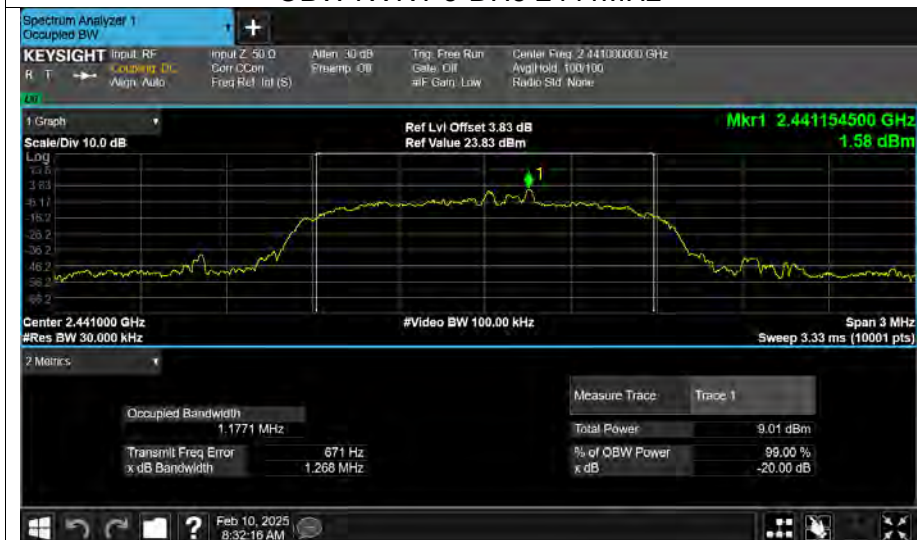 Spectrum Analyzer 1
Occupied BW
KEYSIGHT Input: RF
R T
Coupling: DC
Align: Auto
Input Z: 50 Ω
Corr CCorr
Freq Ref: Int (S)
Atten: 30 dB
Preamp: Off
Trig: Free Run
Gate: Off
#IF Gain: Low
Center Freq: 2.441000000 GHz
Avg|Hold: 100/100
Radio Std: None
1 Graph
Scale/Div 10.0 dB
Ref Lvl Offset 3.83 dB
Ref Value 23.83 dBm
Mkr1 2.441154500 GHz
1.58 dBm
Log
13.8
3.83
-6.17
-16.2
-26.2
-36.2
-46.2
-56.2
-66.2
1
Center 2.441000 GHz
#Res BW 30.000 kHz
#Video BW 100.00 kHz
Span 3 MHz
Sweep 3.33 ms (10001 pts)
2 Metrics
Measure Trace Trace 1
Occupied Bandwidth
1.1771 MHz
Total Power 9.01 dBm
Transmit Freq Error 671 Hz
% of OBW Power 99.00 %
x dB Bandwidth 1.268 MHz
x dB -20.00 dB
?
Feb 10, 2025
8:32:16 AM